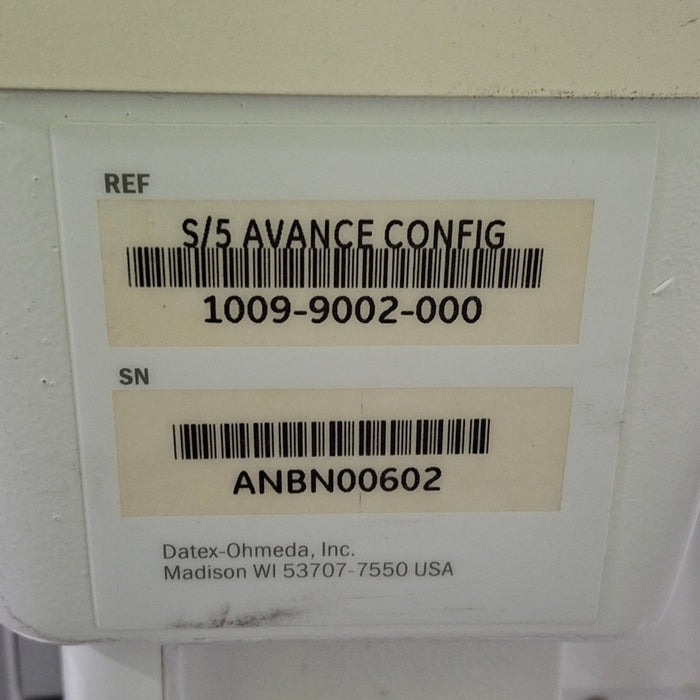 REF
S/5 AVANCE CONFIG
1009-9002-000
SN
ANBN00602
Datex-Ohmeda, Inc.
Madison WI 53707-7550 USA